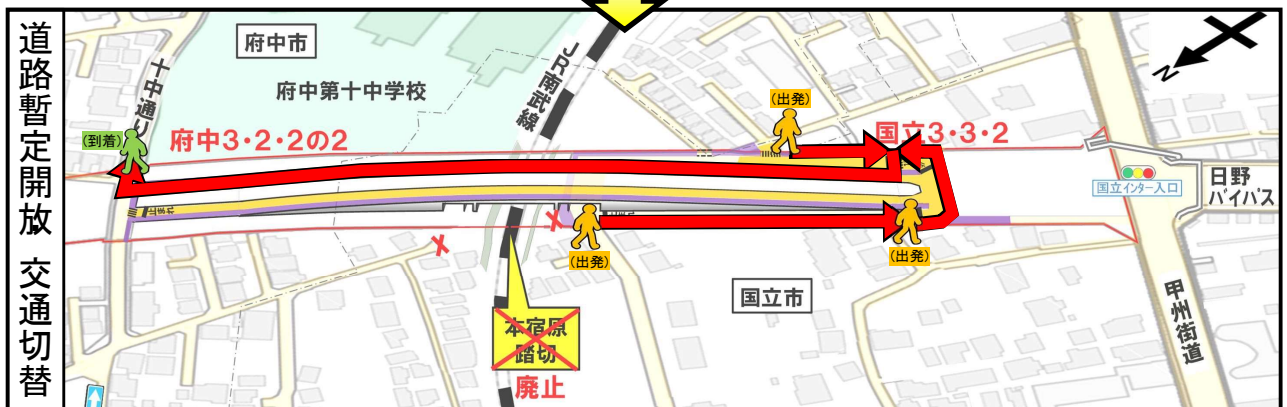 道路暫定開放 交通切替
府中市
府中第十中学校
十中通り
JR南武線
(到着)
府中3・2・2の2
(出発)
国立3・3・2
N
国立インター入口
日野
バイパス
止まれ
(出発)
(出発)
国立市
甲州街道
本宿原
踏切
廃止